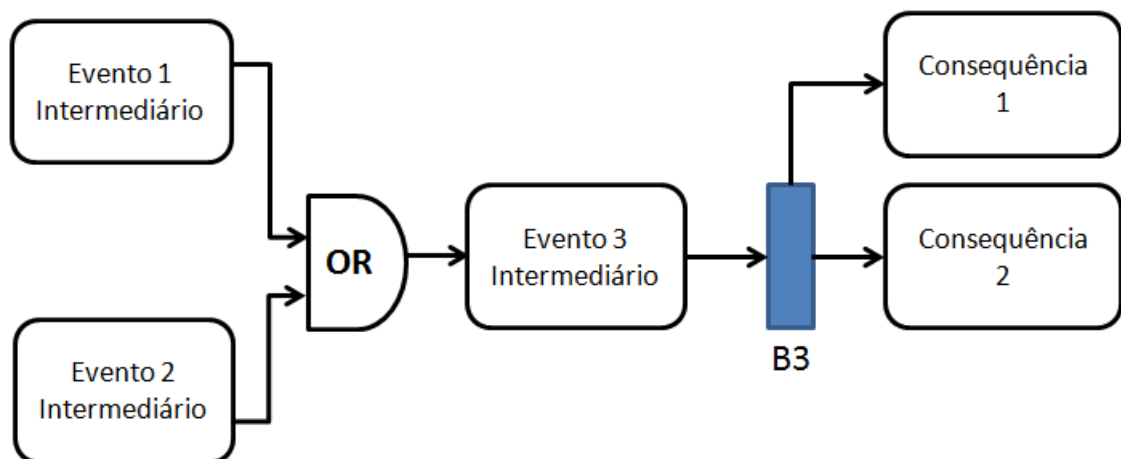 Evento 1
Intermediário
Consequência
1
OR
Evento 3
Intermediário
Consequência
2
B3
Evento 2
Intermediário